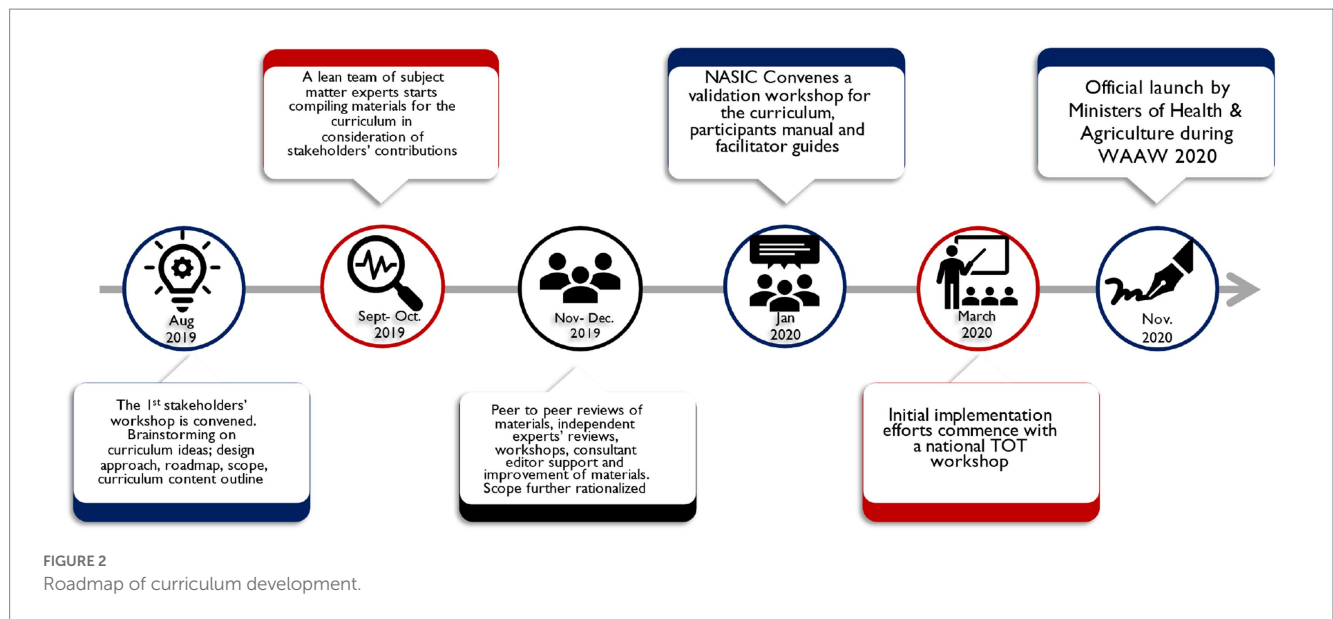 A lean team of subject
matter experts starts
compiling materials for the
curriculum in
consideration of
stakeholders' contributions
NASIC Convenes a
validation workshop for
the curriculum,
participants manual and
facilitator guides
Official launch by
Ministers of Health &
Agriculture during
WAAW 2020
Aug
2019
Sept- Oct.
2019
Nov- Dec.
2019
Jan
2020
March
2020
Nov.
2020
The 1st stakeholders'
workshop is convened.
Brainstorming on
curriculum ideas; design
approach, roadmap, scope,
curriculum content outline
Peer to peer reviews of
materials, independent
experts' reviews,
workshops, consultant
editor support and
improvement of materials.
Scope further rationalized
Initial implementation
efforts commence with
a national TOT
workshop
FIGURE 2
Roadmap of curriculum development.